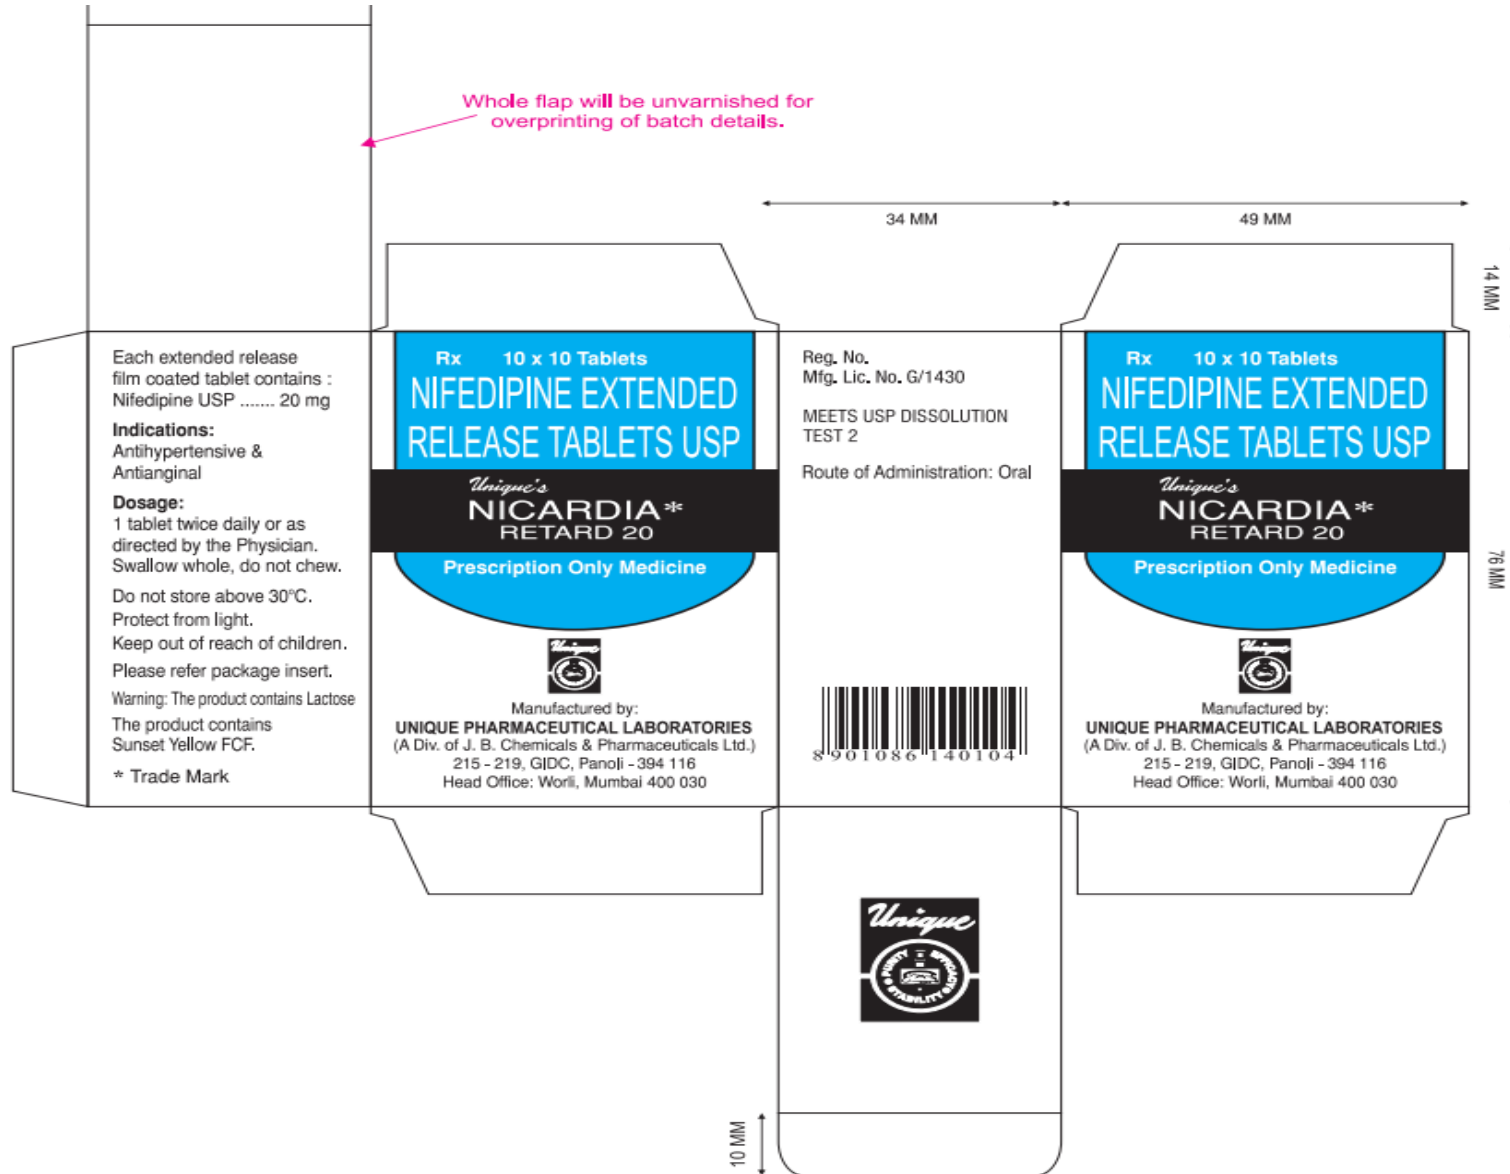 Whole flap will be unvarnished for
overprinting of batch details.
34 MM
49 MM
14 MM
76 MM
10 MM
Each extended release
film coated tablet contains :
Nifedipine USP ....... 20 mg
Indications:
Antihypertensive &
Antianginal
Dosage:
1 tablet twice daily or as
directed by the Physician.
Swallow whole, do not chew.
Do not store above 30°C.
Protect from light.
Keep out of reach of children.
Please refer package insert.
Warning: The product contains Lactose
The product contains
Sunset Yellow FCF.
* Trade Mark
Rx 10 x 10 Tablets
NIFEDIPINE EXTENDED
RELEASE TABLETS USP
Unique's
NICARDIA*
RETARD 20
Prescription Only Medicine
Unique
Manufactured by:
UNIQUE PHARMACEUTICAL LABORATORIES
(A Div. of J. B. Chemicals & Pharmaceuticals Ltd.)
215 - 219, GIDC, Panoli - 394 116
Head Office: Worli, Mumbai 400 030
Reg. No.
Mfg. Lic. No. G/1430
MEETS USP DISSOLUTION
TEST 2
Route of Administration: Oral
8901086140104
Unique
PURITY EFFICACY
STABILITY
Rx 10 x 10 Tablets
NIFEDIPINE EXTENDED
RELEASE TABLETS USP
Unique's
NICARDIA*
RETARD 20
Prescription Only Medicine
Unique
Manufactured by:
UNIQUE PHARMACEUTICAL LABORATORIES
(A Div. of J. B. Chemicals & Pharmaceuticals Ltd.)
215 - 219, GIDC, Panoli - 394 116
Head Office: Worli, Mumbai 400 030